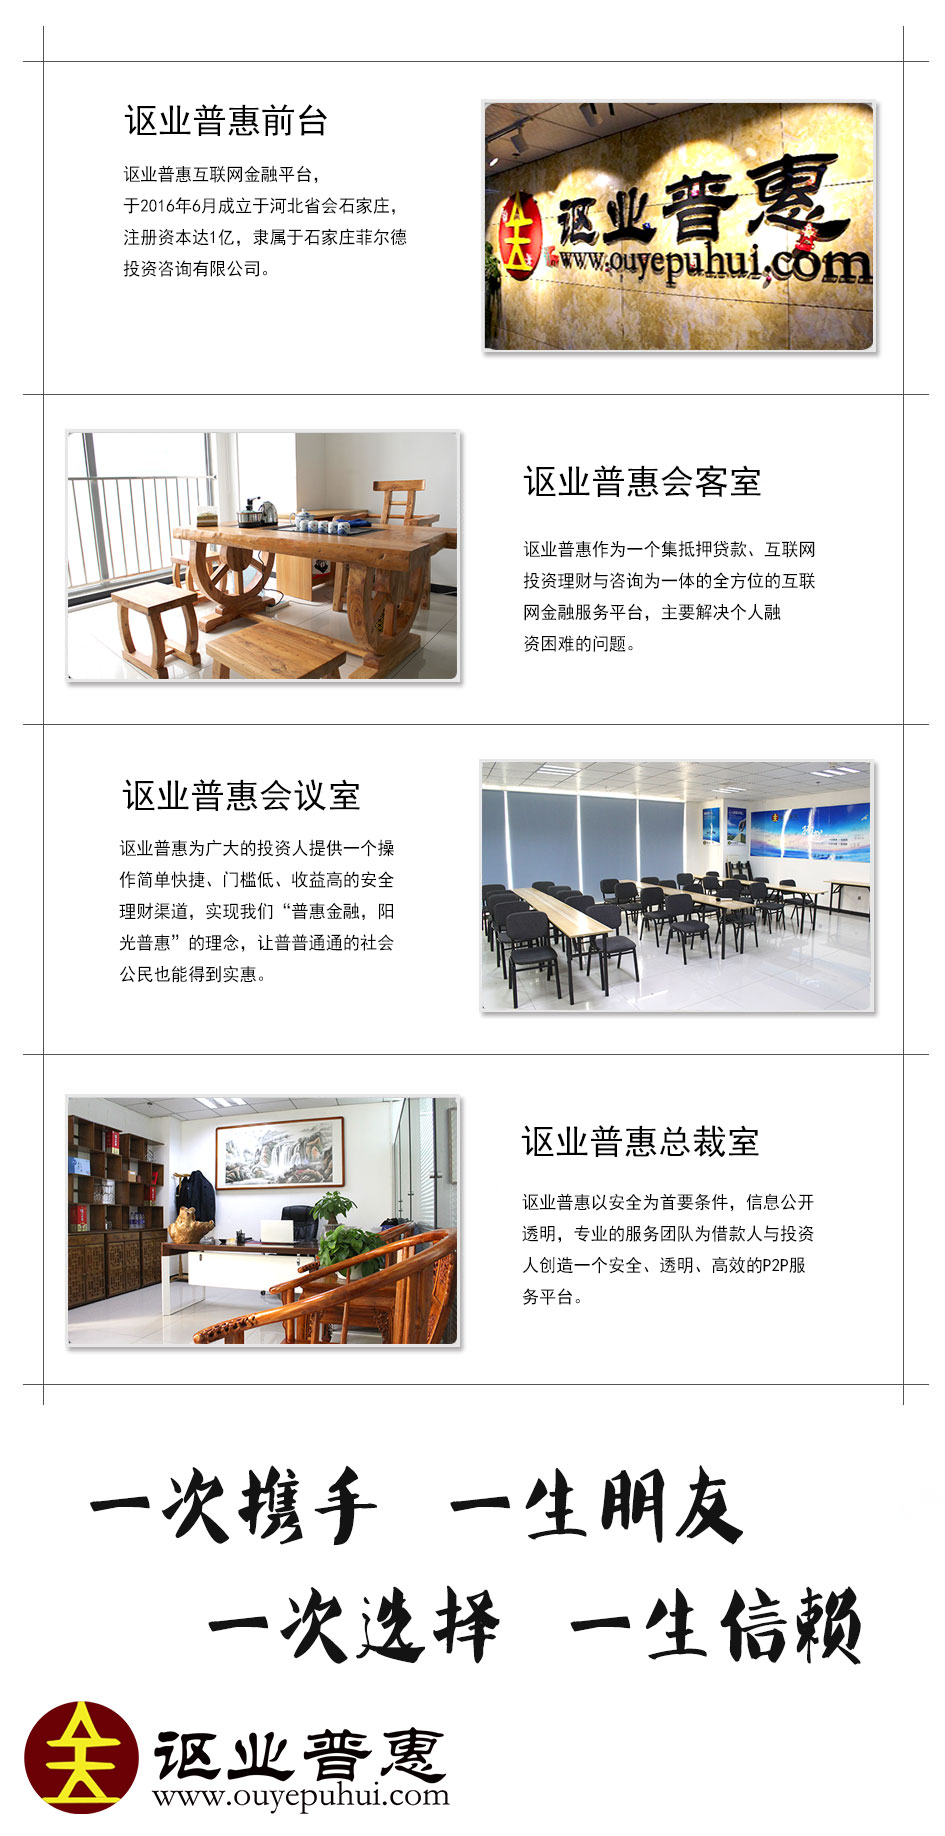 讴业普惠前台
讴业普惠互联网金融平台，
于2016年6月成立于河北省会石家庄，
注册资本达1亿，隶属于石家庄菲尔德
投资咨询有限公司。
讴业普惠
www.ouyepuhui.com
讴业普惠会客室
讴业普惠作为一个集抵押贷款、互联网
投资理财与咨询为一体的全方位的互联
网金融服务平台，主要解决个人融
资困难的问题。
讴业普惠会议室
讴业普惠为广大的投资人提供一个操
作简单快捷、门槛低、收益高的安全
理财渠道，实现我们“普惠金融，阳
光普惠”的理念，让普普通通的社会
公民也能得到实惠。
讴业普惠总裁室
讴业普惠以安全为首要条件，信息公开
透明，专业的服务团队为借款人与投资
人创造一个安全、透明、高效的P2P服
务平台。
一次携手 一生朋友
一次选择 一生信赖
讴业普惠
www.ouyepuhui.com